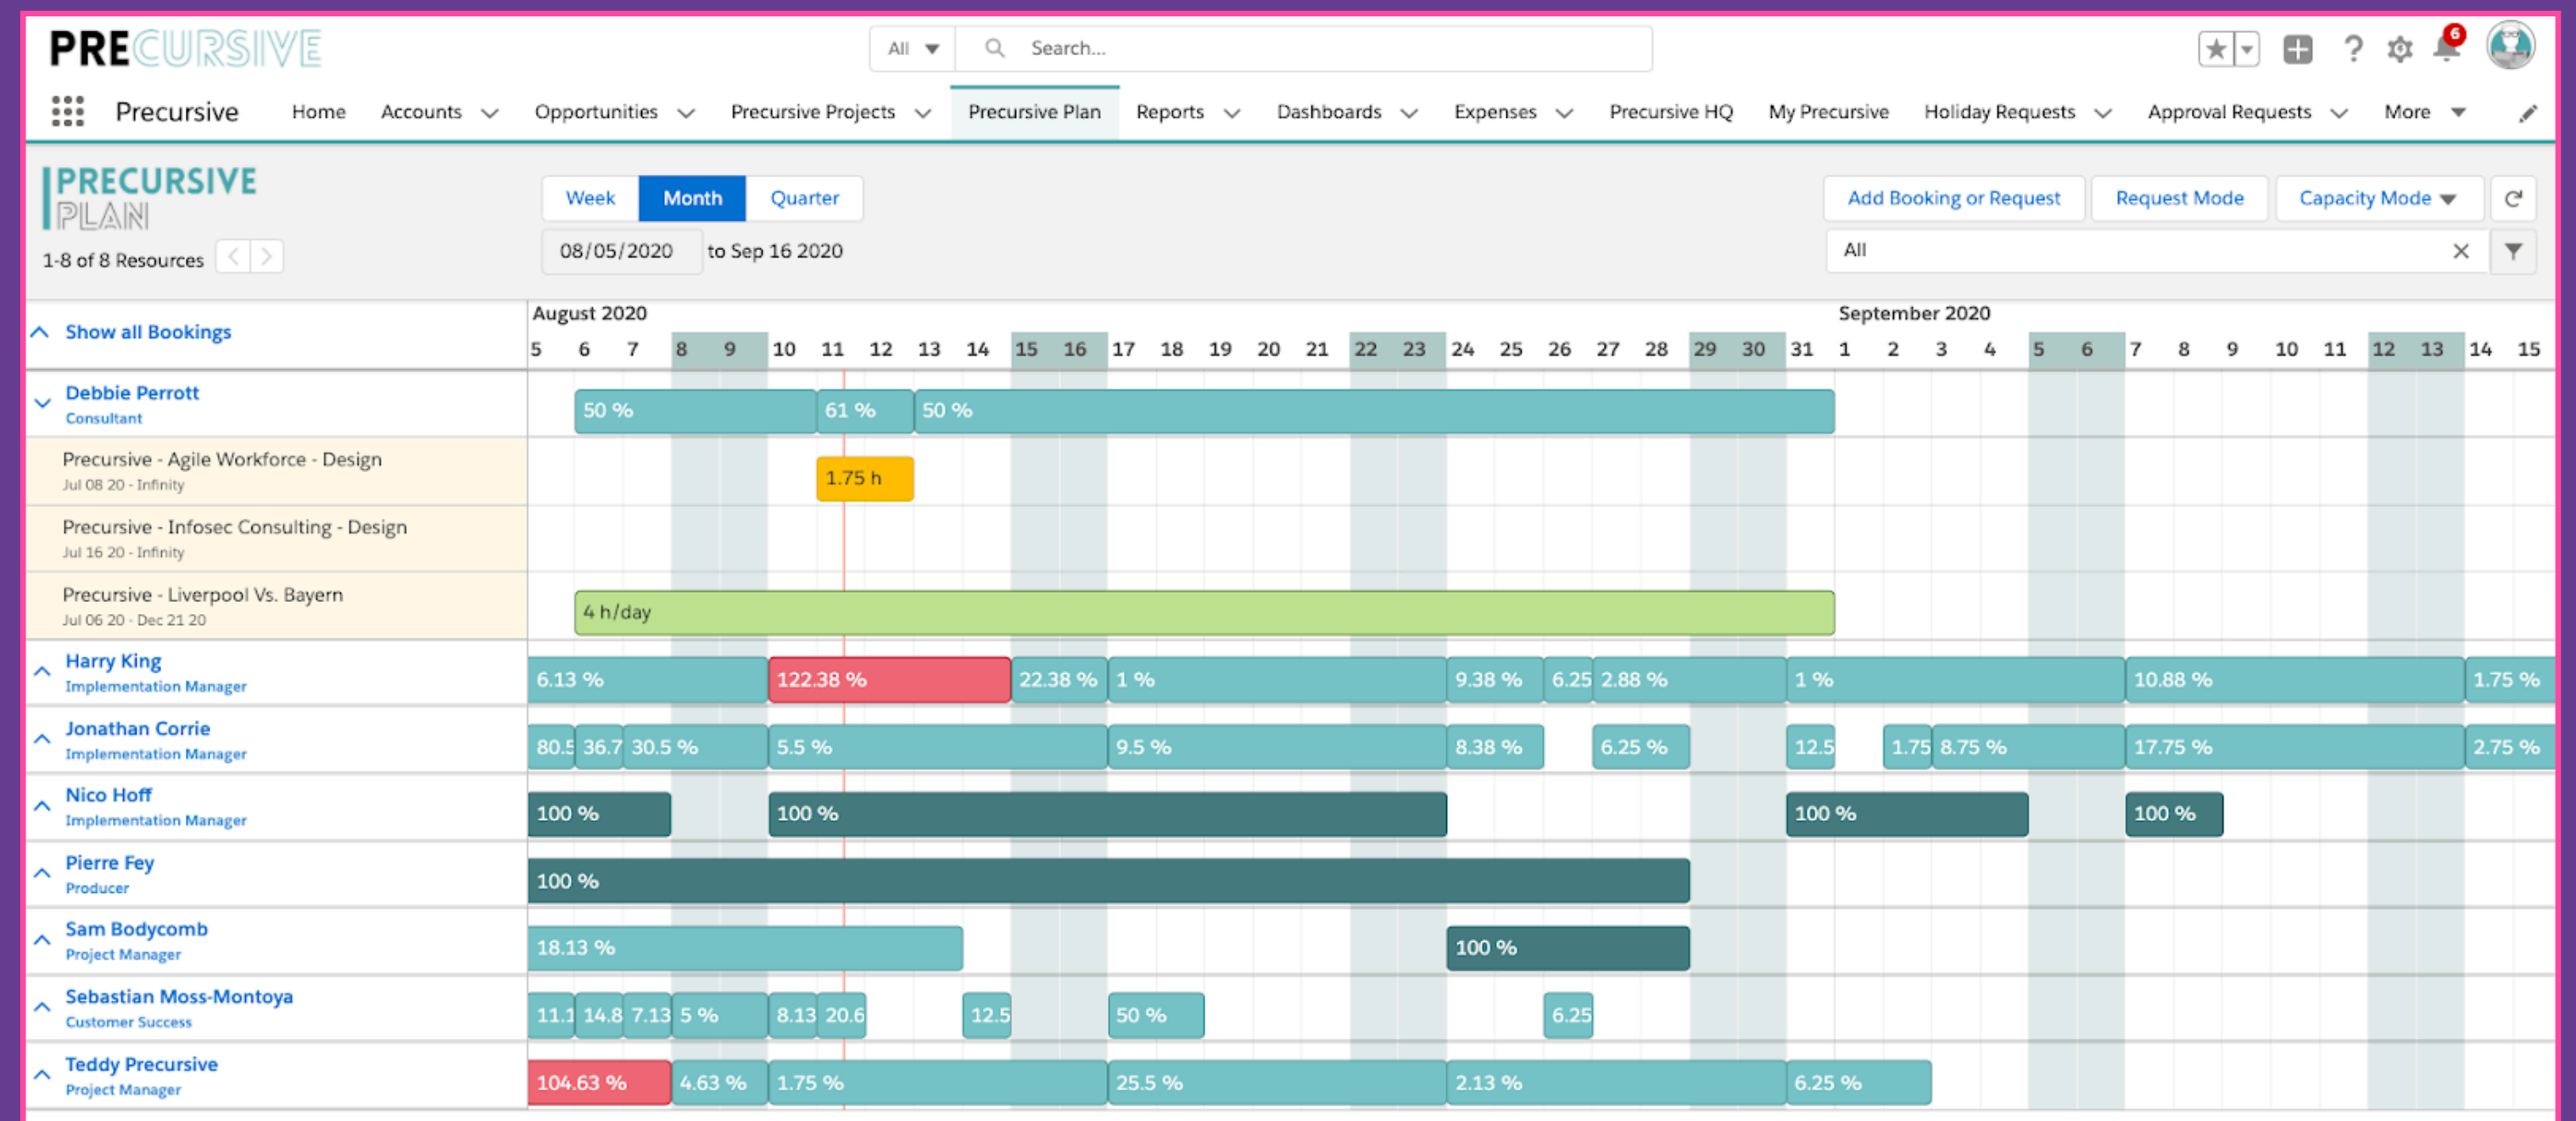 PRECURSIVE
All
Search...
6
Precursive Home Accounts Opportunities Precursive Projects Precursive Plan Reports Dashboards Expenses Precursive HQ My Precursive Holiday Requests Approval Requests More
PRECURSIVE
PLAN
Week Month Quarter
Add Booking or Request Request Mode Capacity Mode
1-8 of 8 Resources
08/05/2020 to Sep 16 2020
All
August 2020 September 2020
Show all Bookings
5 6 7 8 9 10 11 12 13 14 15 16 17 18 19 20 21 22 23 24 25 26 27 28 29 30 31 1 2 3 4 5 6 7 8 9 10 11 12 13 14 15
Debbie Perrott
Consultant
50 % 61 % 50 %
Precursive - Agile Workforce - Design
Jul 08 20 - Infinity
1.75 h
Precursive - Infosec Consulting - Design
Jul 16 20 - Infinity
Precursive - Liverpool Vs. Bayern
Jul 06 20 - Dec 21 20
4 h/day
Harry King
Implementation Manager
6.13 % 122.38 % 22.38 % 1 % 9.38 % 6.25 2.88 % 1 % 10.88 % 1.75 %
Jonathan Corrie
Implementation Manager
80.5 36.7 30.5 % 5.5 % 9.5 % 8.38 % 6.25 % 12.5 1.75 8.75 % 17.75 % 2.75 %
Nico Hoff
Implementation Manager
100 % 100 % 100 % 100 %
Pierre Fey
Producer
100 %
Sam Bodycomb
Project Manager
18.13 % 100 %
Sebastian Moss-Montoya
Customer Success
11.1 14.8 7.13 5 % 8.13 20.6 12.5 50 % 6.25
Teddy Precursive
Project Manager
104.63 % 4.63 % 1.75 % 25.5 % 2.13 % 6.25 %